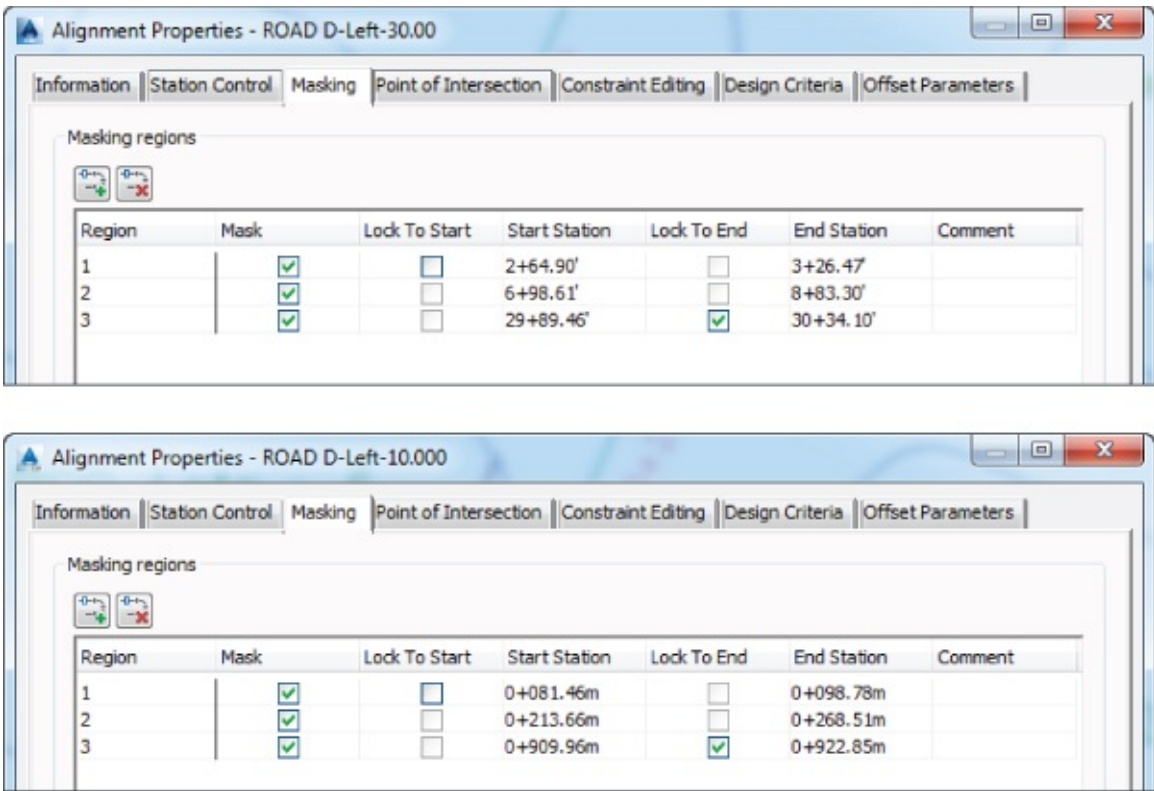 Alignment Properties - ROAD D-Left-30.00
Information Station Control Masking Point of Intersection Constraint Editing Design Criteria Offset Parameters
Masking regions
Region Mask Lock To Start Start Station Lock To End End Station Comment
1 2+64.90' 3+26.47'
2 6+98.61' 8+83.30'
3 29+89.46' 30+34.10'
Alignment Properties - ROAD D-Left-10.000
Information Station Control Masking Point of Intersection Constraint Editing Design Criteria Offset Parameters
Masking regions
Region Mask Lock To Start Start Station Lock To End End Station Comment
1 0+081.46m 0+098.78m
2 0+213.66m 0+268.51m
3 0+909.96m 0+922.85m